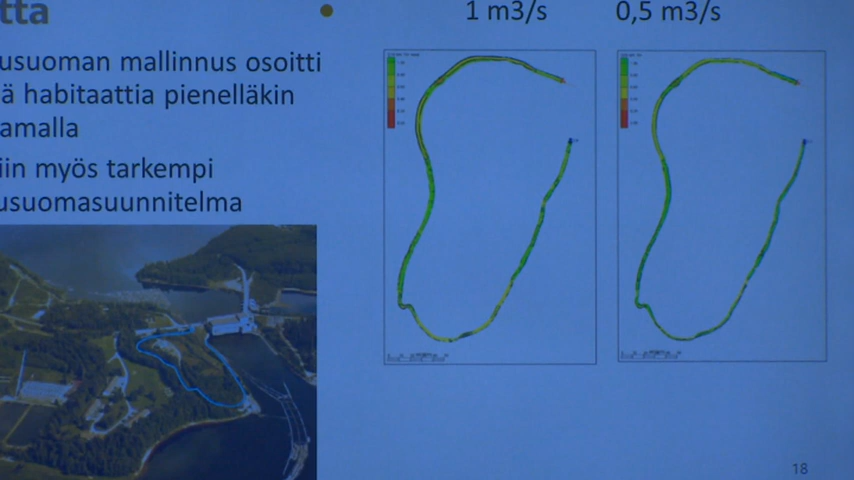 tta
1 m3/s
0,5 m3/s
usuoman mallinnus osoitti
ä habitaattia pienelläkin
amalla
iin myös tarkempi
usuomasuunnitelma
18